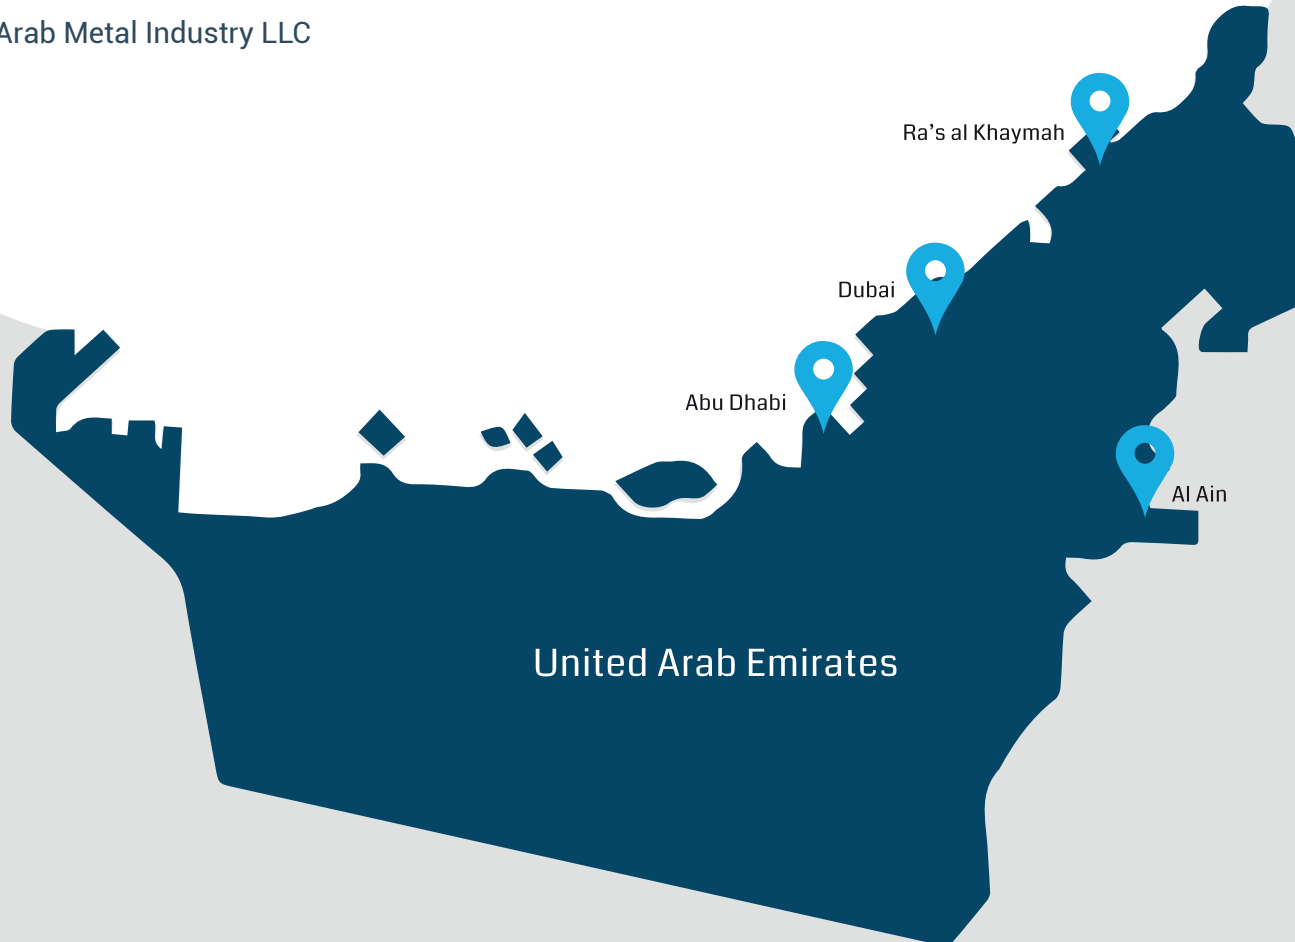 Arab Metal Industry LLC
Ra’s al Khaymah
Dubai
Abu Dhabi
Al Ain
United Arab Emirates